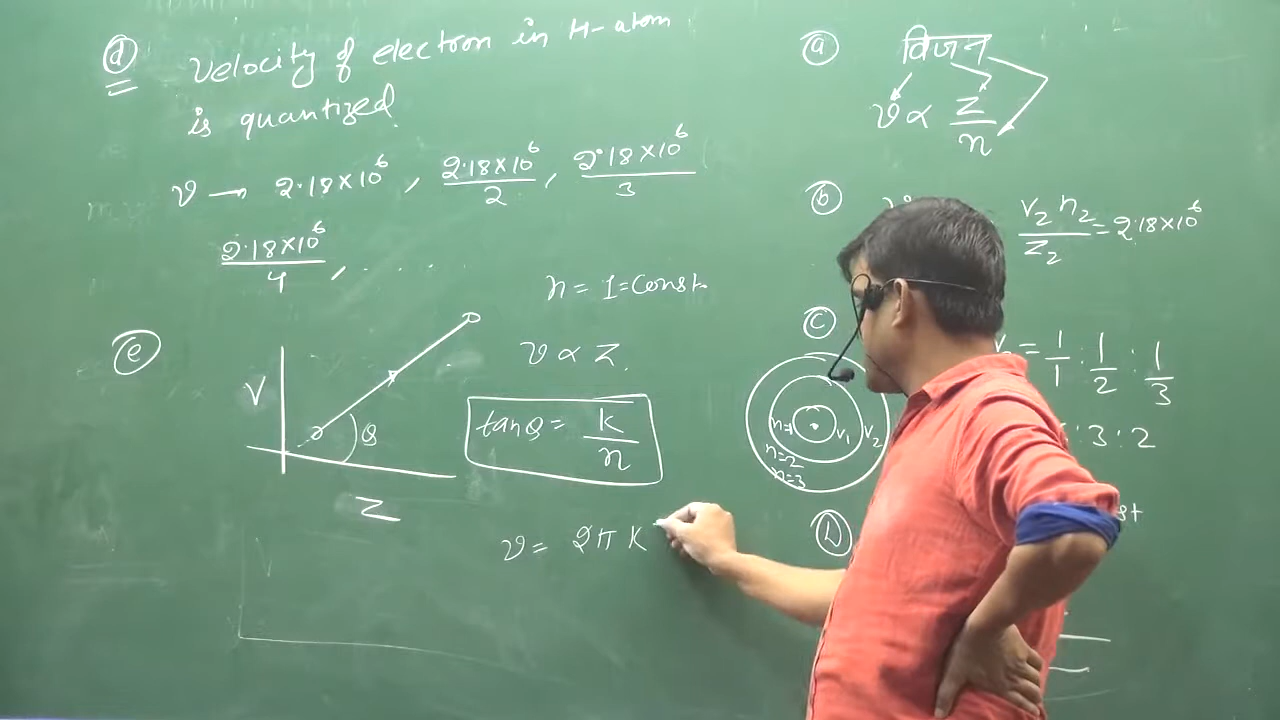 (d) Velocity of electron in H-atom
is quantized.
v → 2.18×10⁶, 2.18×10⁶/2, 2.18×10⁶/3
2.18×10⁶/4, . . . . .
n = 1 = Const.
(e)
V
θ
Z
v ∝ Z.
tanθ = k/n
v = 2πK
(a) विजन
v ∝ Z/n
(b)
V₂ n₂/Z₂ = 2.18×10⁶
(c)
= 1/1 : 1/2 : 1/3
: 3 : 2
n=1 V₁ V₂
n=2
n=3
(D)
st